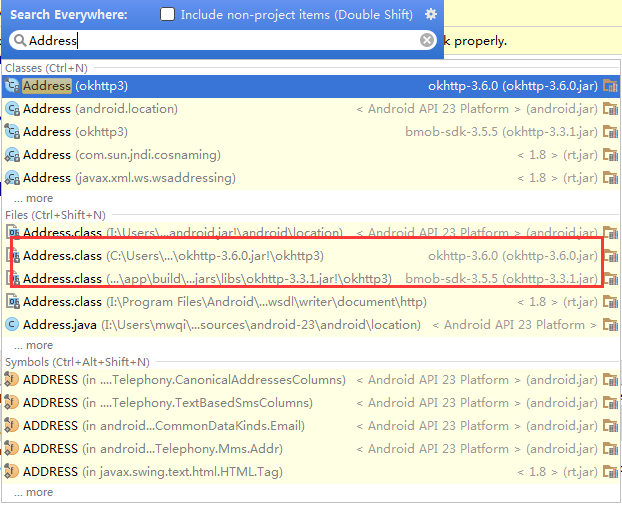 Search Everywhere: Include non-project items (Double Shift)
Address k properly.
Classes (Ctrl+N)
Address (okhttp3) okhttp-3.6.0 (okhttp-3.6.0.jar)
Address (android.location) < Android API 23 Platform > (android.jar)
Address (okhttp3) bmob-sdk-3.5.5 (okhttp-3.3.1.jar)
Address (com.sun.jndi.cosnaming) < 1.8 > (rt.jar)
Address (javax.xml.ws.wsaddressing) < 1.8 > (rt.jar)
... more
Files (Ctrl+Shift+N)
Address.class (I:\Users\...android.jar!\android\location) < Android API 23 Platform > (android.jar)
Address.class (C:\Users\...\okhttp-3.6.0.jar!\okhttp3) okhttp-3.6.0 (okhttp-3.6.0.jar)
Address.class (...\app\build\...jars\libs\okhttp-3.3.1.jar!\okhttp3) bmob-sdk-3.5.5 (okhttp-3.3.1.jar)
Address.class (I:\Program Files\Android\...wsdl\writer\document\http) < 1.8 > (rt.jar)
Address.java (I:\Users\mwqi\...sources\android-23\android\location) < Android API 23 Platform >
... more
Symbols (Ctrl+Alt+Shift+N)
ADDRESS (in ....Telephony.CanonicalAddressesColumns) < Android API 23 Platform > (android.jar)
ADDRESS (in ....Telephony.TextBasedSmsColumns) < Android API 23 Platform > (android.jar)
ADDRESS (in android...CommonDataKinds.Email) < Android API 23 Platform > (android.jar)
ADDRESS (in android...Telephony.Mms.Addr) < Android API 23 Platform > (android.jar)
ADDRESS (in javax.swing.text.html.HTML.Tag) < 1.8 > (rt.jar)
... more